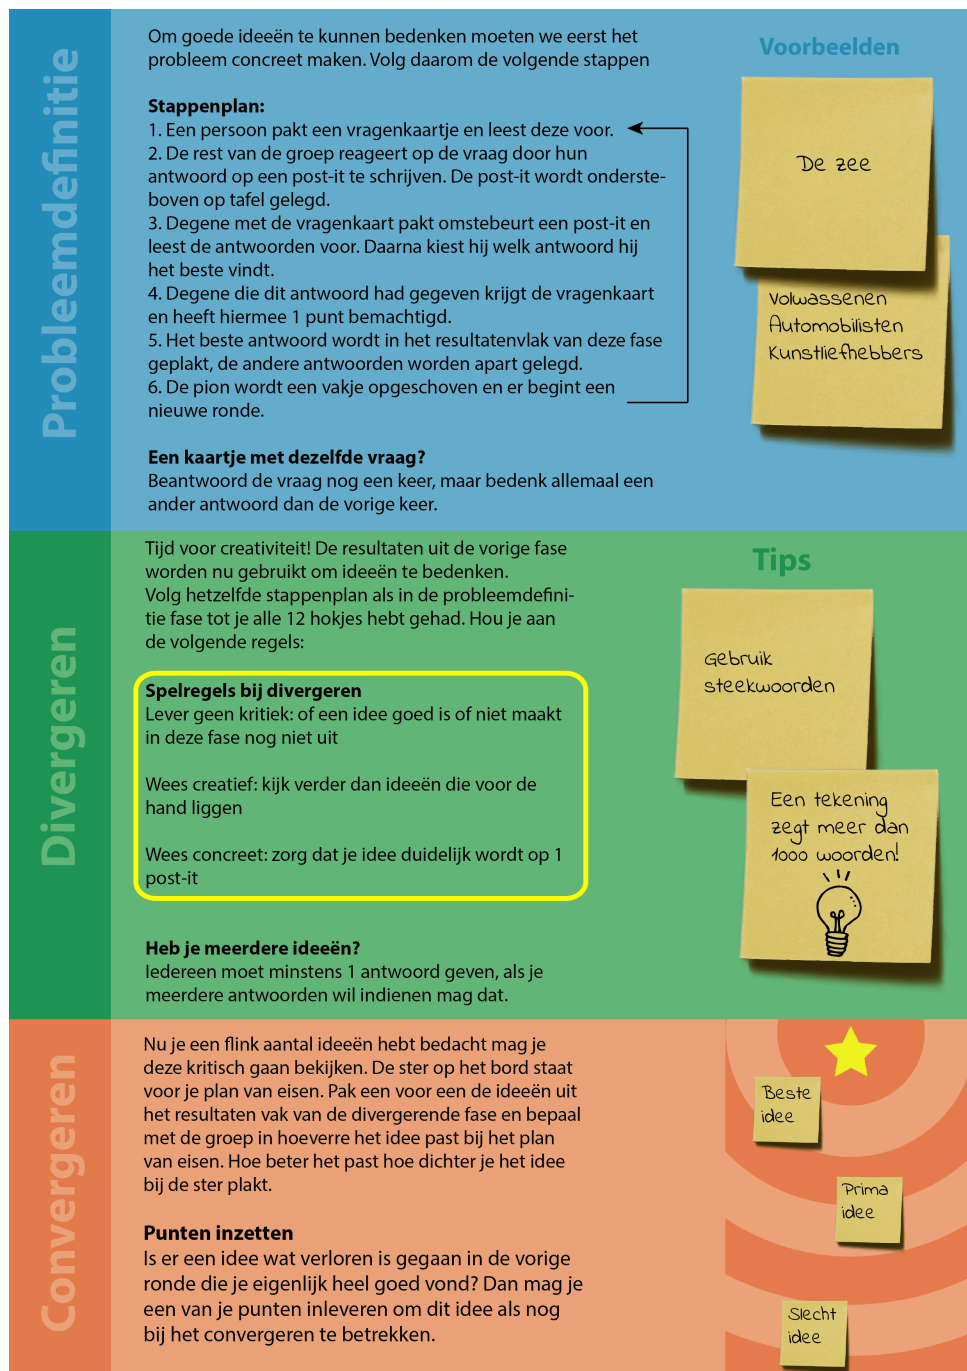 Probleemdefinitie
Om goede ideeën te kunnen bedenken moeten we eerst het
probleem concreet maken. Volg daarom de volgende stappen
Stappenplan:
1. Een persoon pakt een vragenkaartje en leest deze voor.
2. De rest van de groep reageert op de vraag door hun
antwoord op een post-it te schrijven. De post-it wordt onderste-
boven op tafel gelegd.
3. Degene met de vragenkaart pakt omstebeurt een post-it en
leest de antwoorden voor. Daarna kiest hij welk antwoord hij
het beste vindt.
4. Degene die dit antwoord had gegeven krijgt de vragenkaart
en heeft hiermee 1 punt bemachtigd.
5. Het beste antwoord wordt in het resultatenvlak van deze fase
geplakt, de andere antwoorden worden apart gelegd.
6. De pion wordt een vakje opgeschoven en er begint een
nieuwe ronde.
Een kaartje met dezelfde vraag?
Beantwoord de vraag nog een keer, maar bedenk allemaal een
ander antwoord dan de vorige keer.
Voorbeelden
De zee
Volwassenen
Automobilisten
Kunstliefhebbers
Divergeren
Tijd voor creativiteit! De resultaten uit de vorige fase
worden nu gebruikt om ideeën te bedenken.
Volg hetzelfde stappenplan als in de probleemdefini-
tie fase tot je alle 12 hokjes hebt gehad. Hou je aan
de volgende regels:
Spelregels bij divergeren
Lever geen kritiek: of een idee goed is of niet maakt
in deze fase nog niet uit
Wees creatief: kijk verder dan ideeën die voor de
hand liggen
Wees concreet: zorg dat je idee duidelijk wordt op 1
post-it
Heb je meerdere ideeën?
Iedereen moet minstens 1 antwoord geven, als je
meerdere antwoorden wil indienen mag dat.
Tips
Gebruik
steekwoorden
Een tekening
zegt meer dan
1000 woorden!
Convergeren
Nu je een flink aantal ideeën hebt bedacht mag je
deze kritisch gaan bekijken. De ster op het bord staat
voor je plan van eisen. Pak een voor een de ideeën uit
het resultaten vak van de divergerende fase en bepaal
met de groep in hoeverre het idee past bij het plan
van eisen. Hoe beter het past hoe dichter je het idee
bij de ster plakt.
Punten inzetten
Is er een idee wat verloren is gegaan in de vorige
ronde die je eigenlijk heel goed vond? Dan mag je
een van je punten inleveren om dit idee als nog
bij het convergeren te betrekken.
Beste
idee
Prima
idee
Slecht
idee